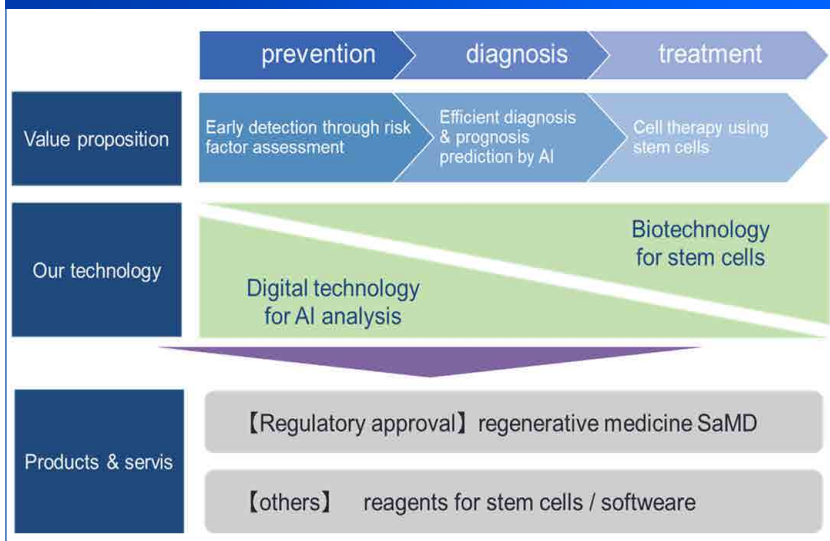 prevention
diagnosis
treatment
Value proposition
Early detection through risk
factor assessment
Efficient diagnosis
& prognosis
prediction by AI
Cell therapy using
stem cells
Our technology
Digital technology
for AI analysis
Biotechnology
for stem cells
Products & servis
【Regulatory approval】regenerative medicine SaMD
【others】 reagents for stem cells / softweare